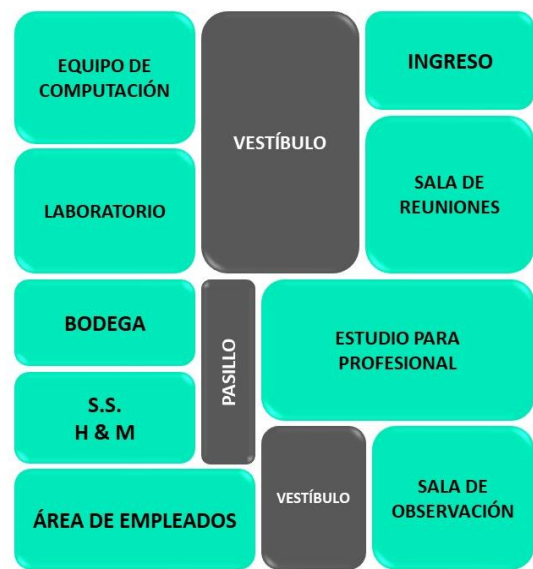 EQUIPO DE
COMPUTACIÓN
VESTÍBULO
INGRESO
LABORATORIO
SALA DE
REUNIONES
BODEGA
PASILLO
ESTUDIO PARA
PROFESIONAL
S.S.
H & M
ÁREA DE EMPLEADOS
VESTÍBULO
SALA DE
OBSERVACIÓN